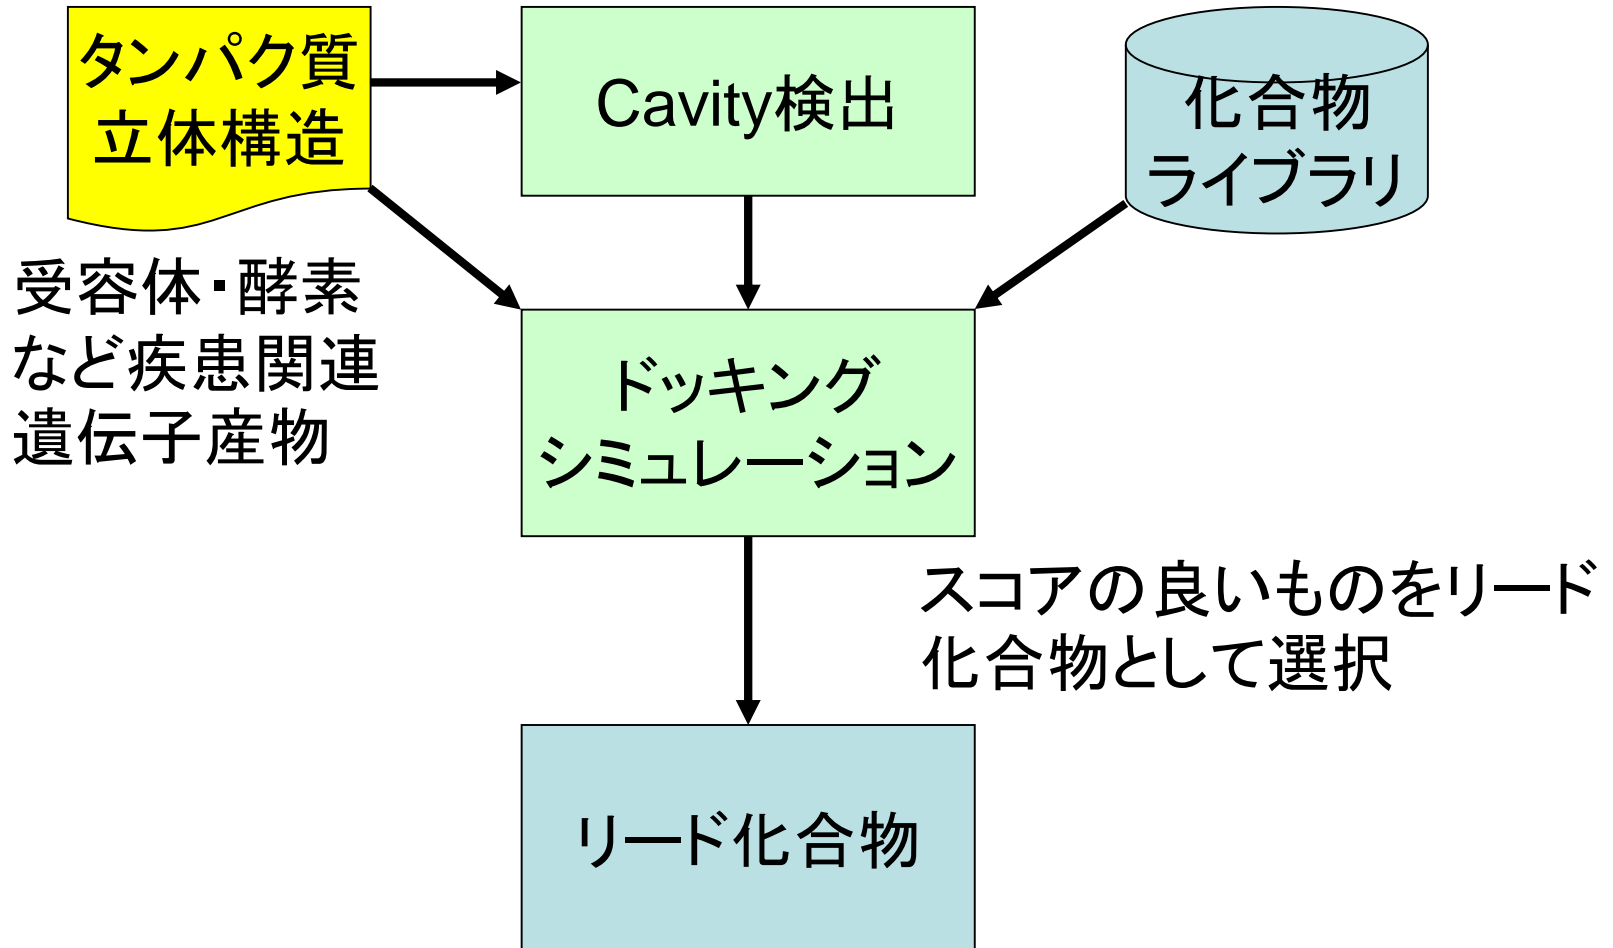 タンパク質
立体構造
Cavity検出
化合物
ライブラリ
受容体・酵素
など疾患関連
遺伝子産物
ドッキング
シミュレーション
スコアの良いものをリード
化合物として選択
リード化合物